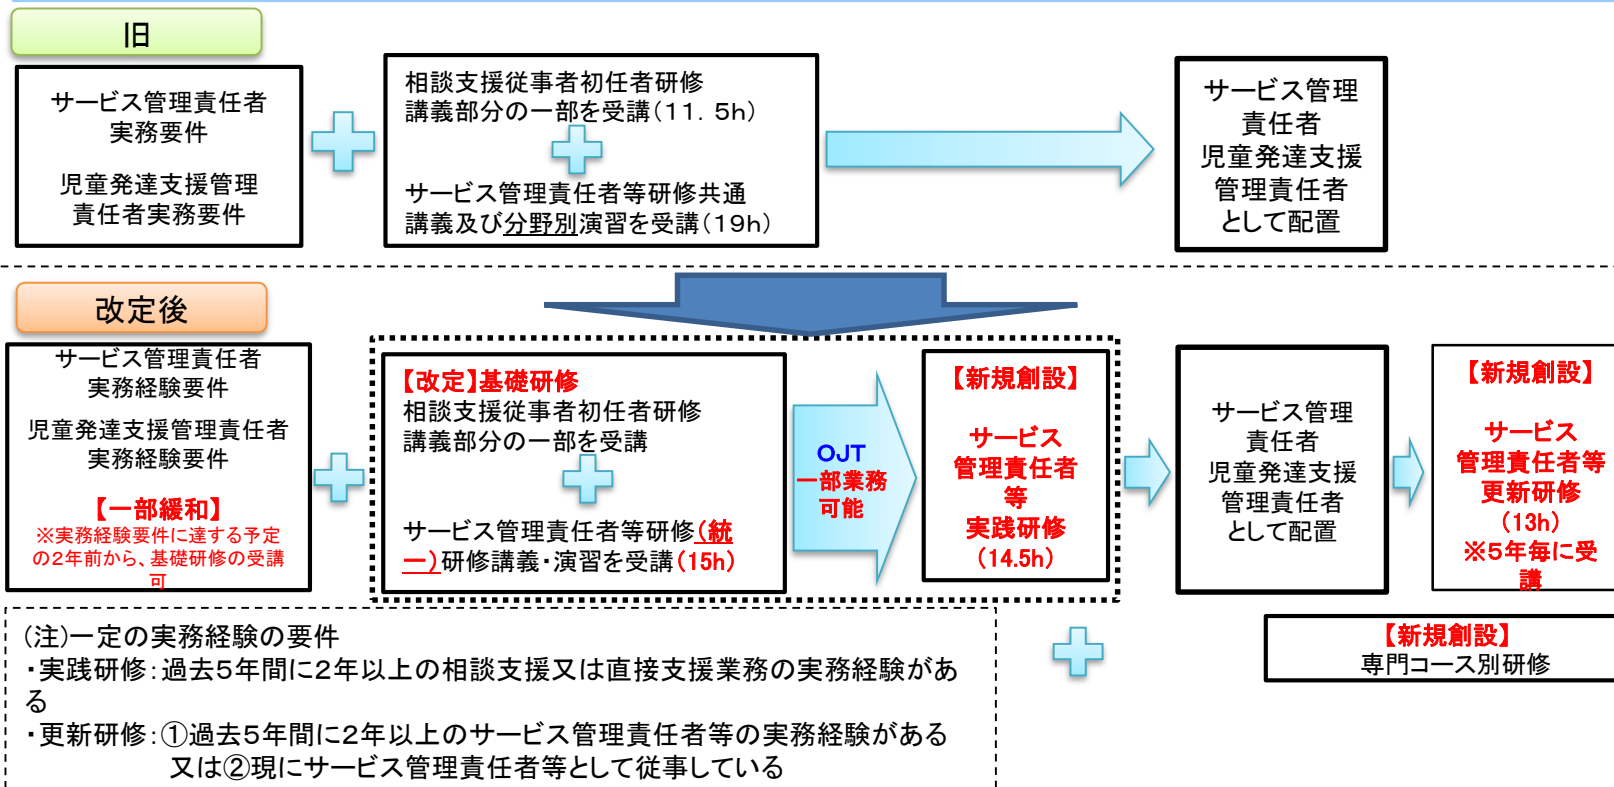 旧
サービス管理責任者
実務要件
児童発達支援管理
責任者実務要件
相談支援従事者初任者研修
講義部分の一部を受講（11．5h）
サービス管理責任者等研修共通
講義及び分野別演習を受講（19h）
サービス管理
責任者
児童発達支援
管理責任者
として配置
改定後
サービス管理責任者
実務経験要件
児童発達支援管理責任者
実務経験要件
【一部緩和】
※実務経験要件に達する予定
の2年前から、基礎研修の受講
可
【改定】基礎研修
相談支援従事者初任者研修
講義部分の一部を受講
サービス管理責任者等研修（統
一）研修講義・演習を受講（15h）
OJT
一部業務
可能
【新規創設】
サービス
管理責任者
等
実践研修
（14.5h）
サービス管理
責任者
児童発達支援
管理責任者
として配置
【新規創設】
サービス
管理責任者等
更新研修
（13h）
※5年毎に受
講
（注）一定の実務経験の要件
・実践研修：過去5年間に2年以上の相談支援又は直接支援業務の実務経験があ
る
・更新研修：①過去5年間に2年以上のサービス管理責任者等の実務経験がある
又は②現にサービス管理責任者等として従事している
【新規創設】
専門コース別研修